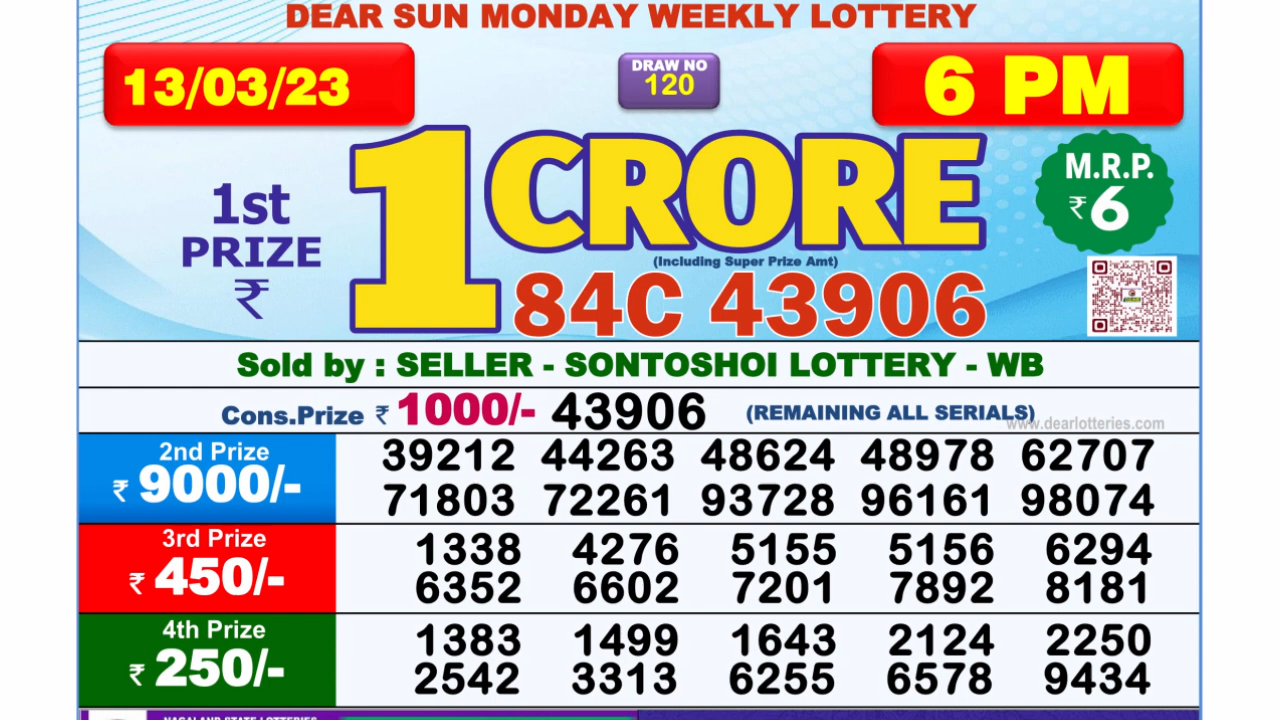 DEAR SUN MONDAY WEEKLY LOTTERY
13/03/23
DRAW NO
120
6 PM
1st
PRIZE
₹
1 CRORE
(Including Super Prize Amt)
84C 43906
M.R.P.
₹6
Sold by : SELLER - SONTOSHOI LOTTERY - WB
Cons.Prize ₹ 1000/- 43906 (REMAINING ALL SERIALS)
www.dearlotteries.com
2nd Prize
₹ 9000/-
39212 44263 48624 48978 62707
71803 72261 93728 96161 98074
3rd Prize
₹ 450/-
1338 4276 5155 5156 6294
6352 6602 7201 7892 8181
4th Prize
₹ 250/-
1383 1499 1643 2124 2250
2542 3313 6255 6578 9434
NAGALAND STATE LOTTERIES